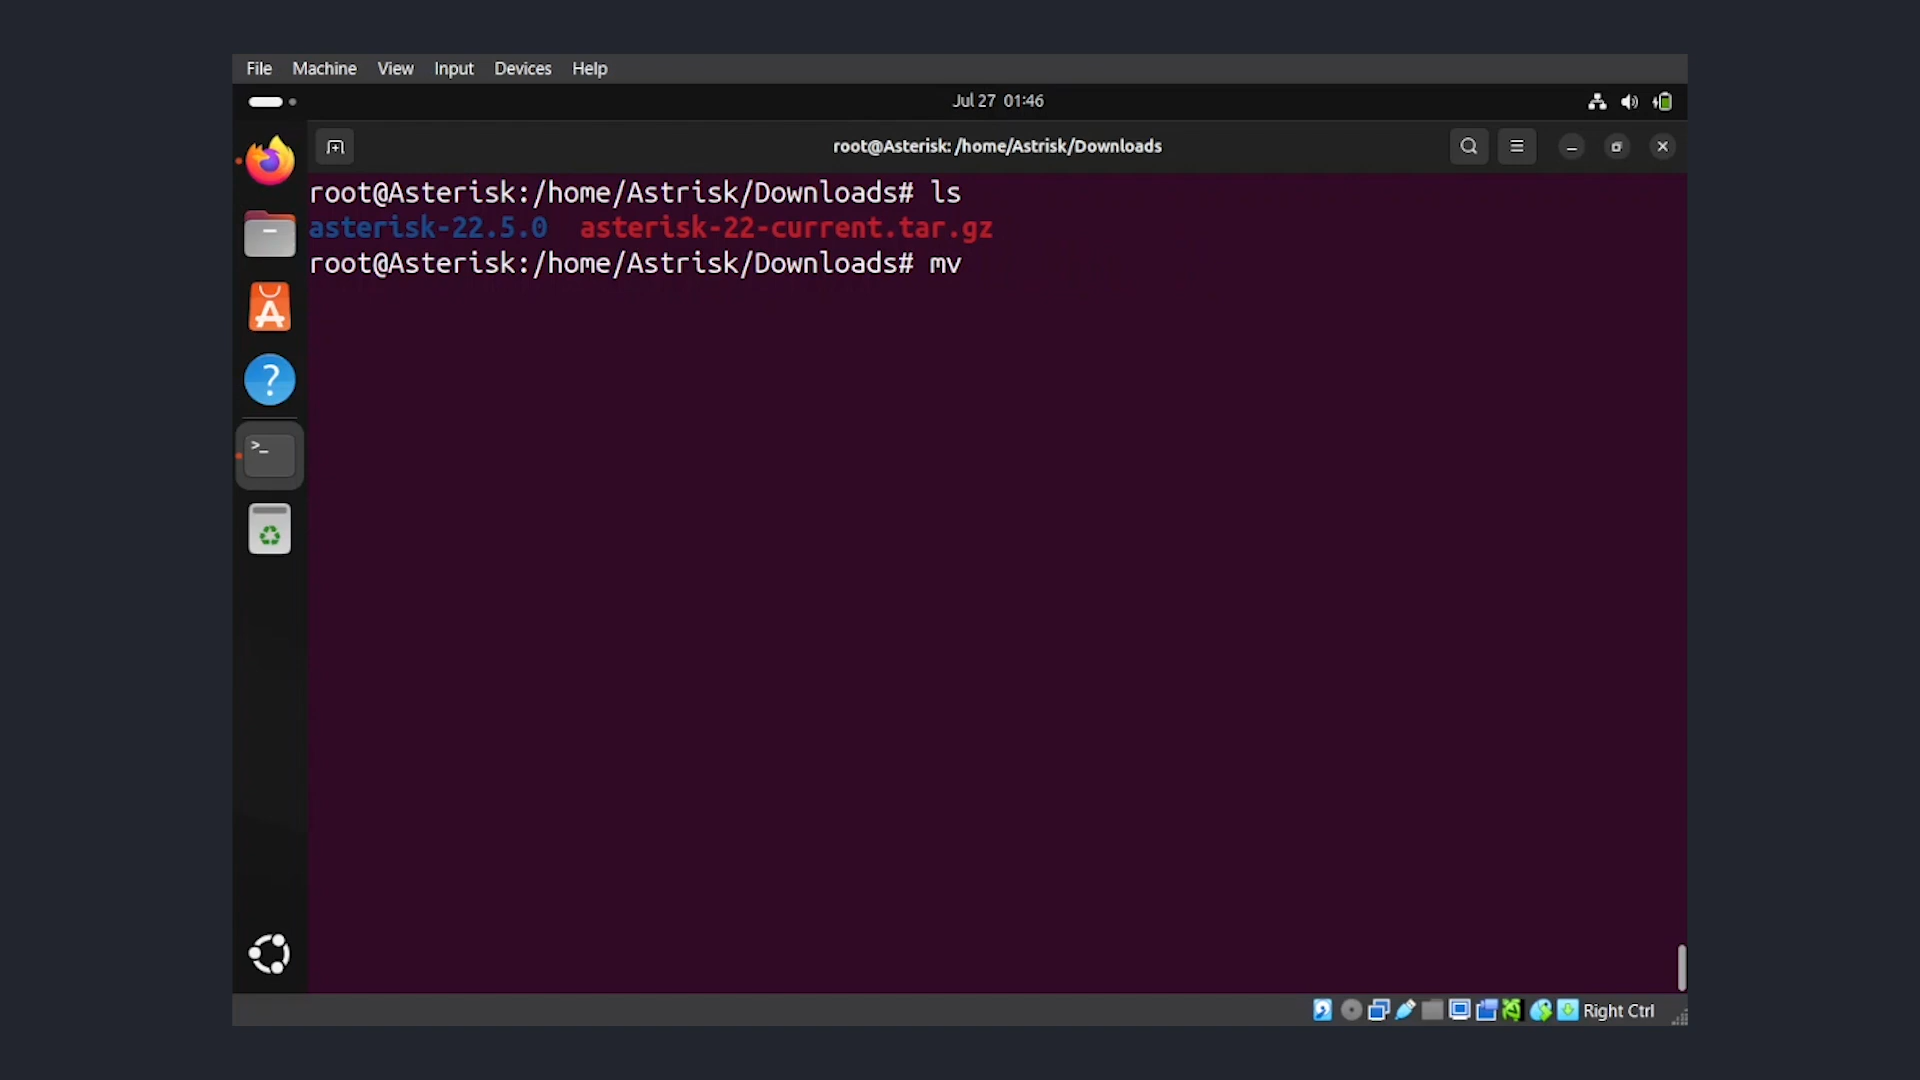 File Machine View Input Devices Help
Jul 27 01:46
root@Asterisk: /home/Astrisk/Downloads
root@Asterisk:/home/Astrisk/Downloads# ls
asterisk-22.5.0 asterisk-22-current.tar.gz
root@Asterisk:/home/Astrisk/Downloads# mv
Right Ctrl